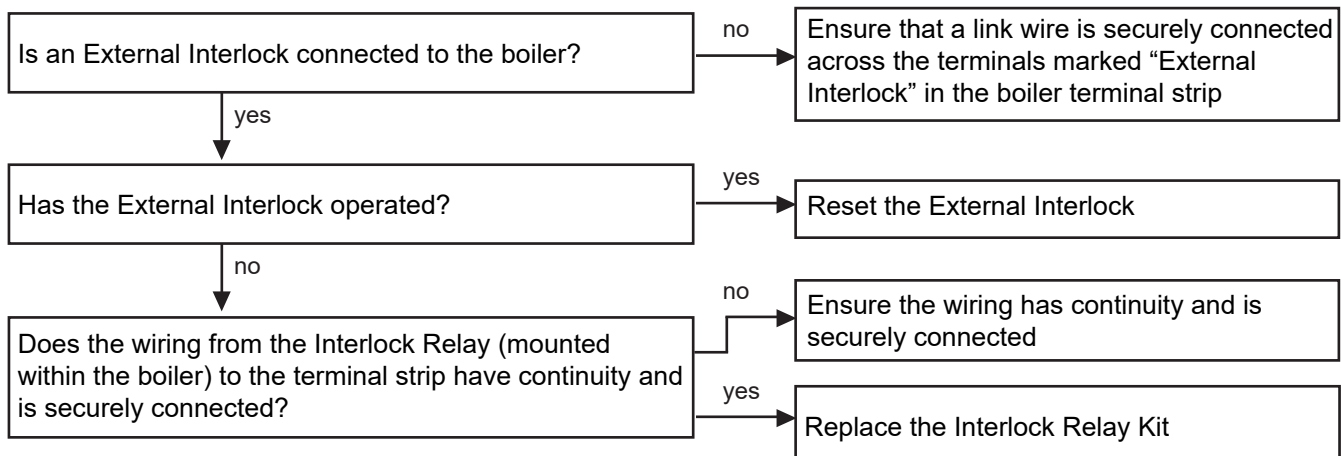 Is an External Interlock connected to the boiler?
no
Ensure that a link wire is securely connected
across the terminals marked “External
Interlock” in the boiler terminal strip
yes
Has the External Interlock operated?
yes
Reset the External Interlock
no
Does the wiring from the Interlock Relay (mounted
within the boiler) to the terminal strip have continuity and
is securely connected?
no
Ensure the wiring has continuity and is
securely connected
yes
Replace the Interlock Relay Kit